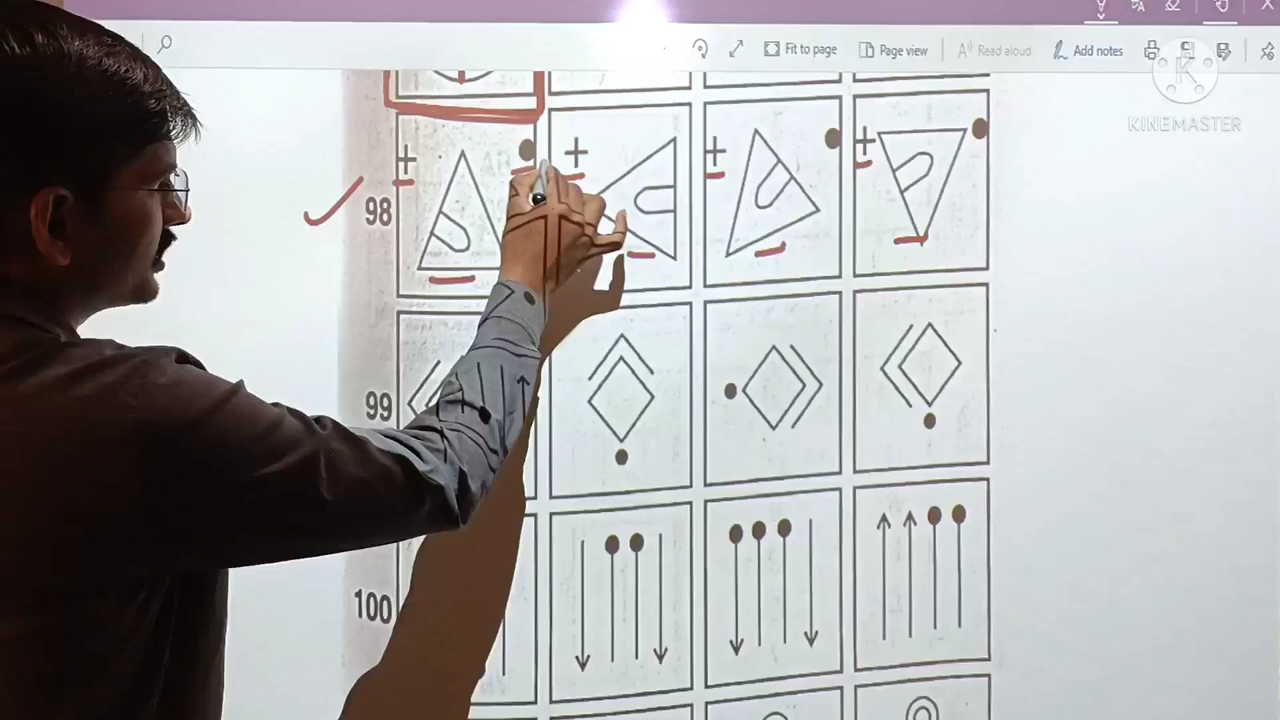 Fit to page
Page view
Read aloud
Add notes
K
KINEMASTER
98
99
100